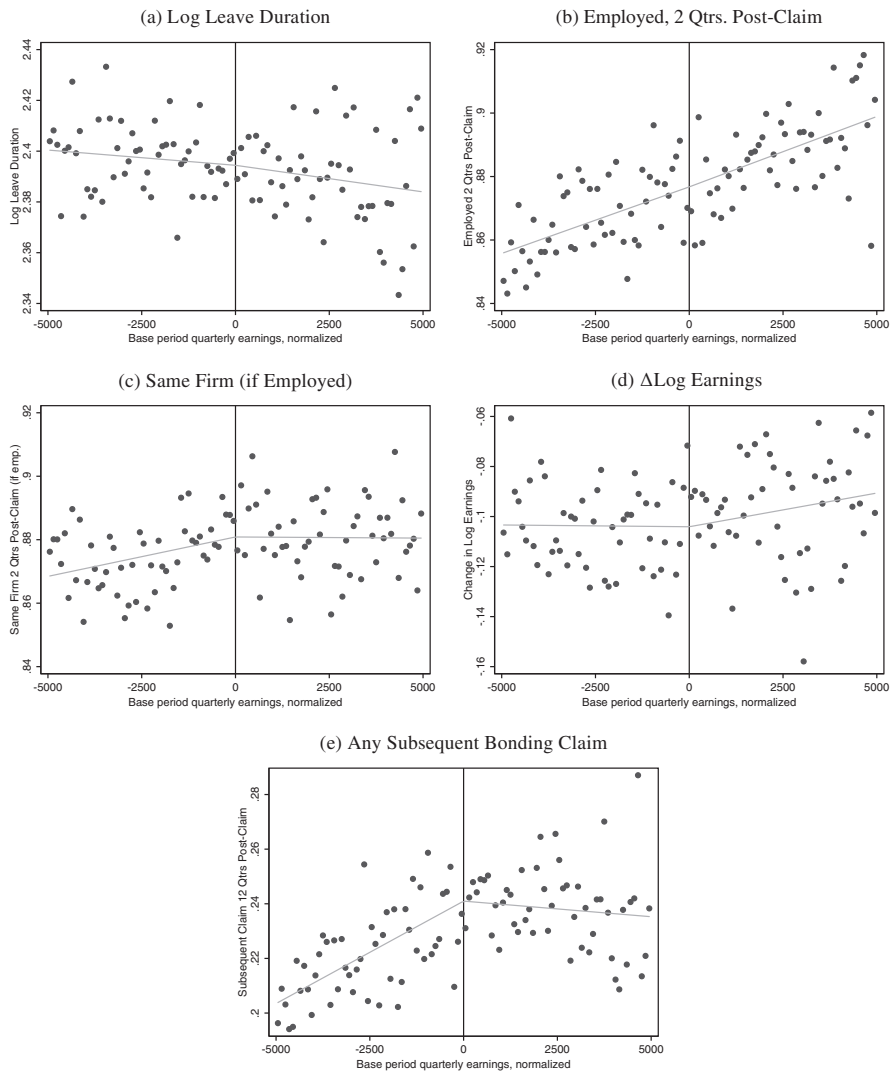 (a) Log Leave Duration
Log Leave Duration
2.34 2.36 2.38 2.4 2.42 2.44
-5000 -2500 0 2500 5000
Base period quarterly earnings, normalized
(b) Employed, 2 Qtrs. Post-Claim
Employed 2 Qtrs Post-Claim
.84 .86 .88 .9 .92
-5000 -2500 0 2500 5000
Base period quarterly earnings, normalized
(c) Same Firm (if Employed)
Same Firm 2 Qtrs Post-Claim (if emp.)
.84 .86 .88 .9 .92
-5000 -2500 0 2500 5000
Base period quarterly earnings, normalized
(d) ΔLog Earnings
Change in Log Earnings
-.16 -.14 -.12 -.1 -.08 -.06
-5000 -2500 0 2500 5000
Base period quarterly earnings, normalized
(e) Any Subsequent Bonding Claim
Subsequent Claim 12 Qtrs Post-Claim
.2 .22 .24 .26 .28
-5000 -2500 0 2500 5000
Base period quarterly earnings, normalized